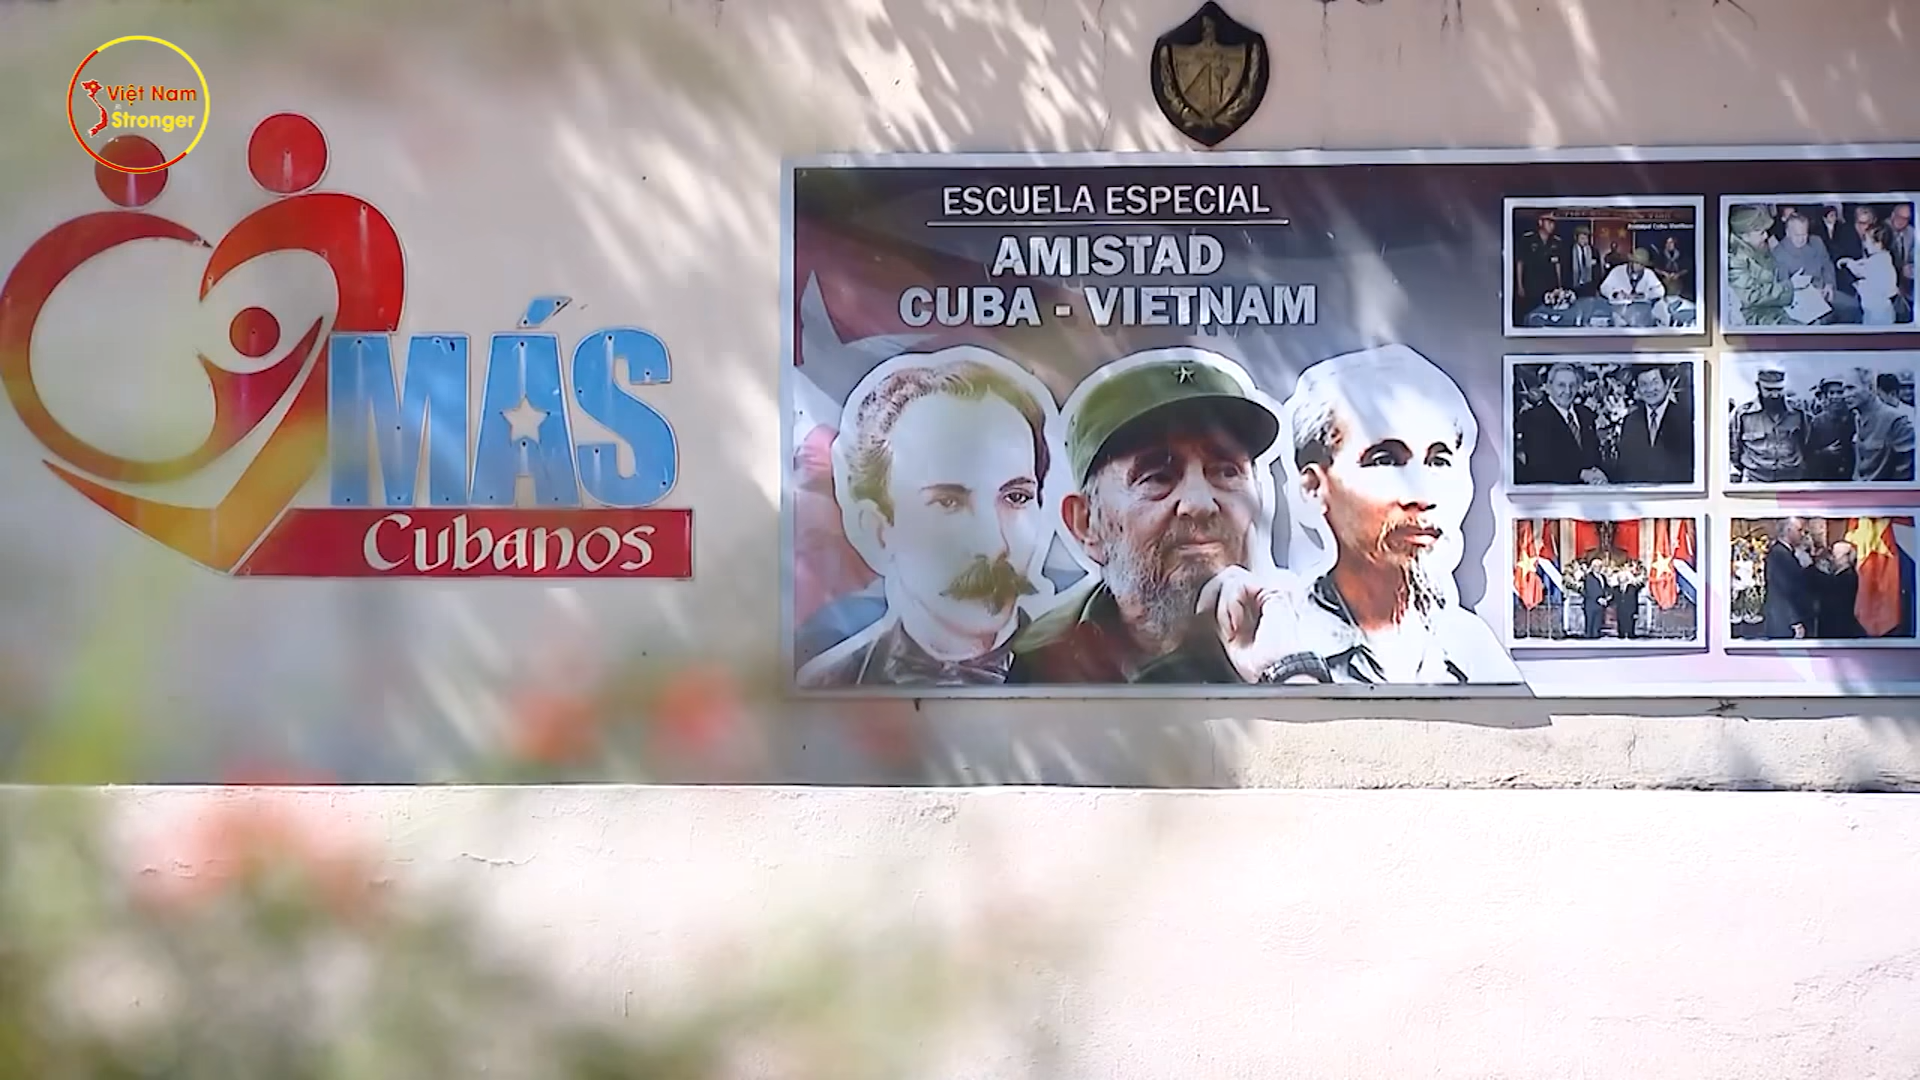 Việt Nam
Stronger
MÁS
Cubanos
ESCUELA ESPECIAL
AMISTAD
CUBA - VIETNAM